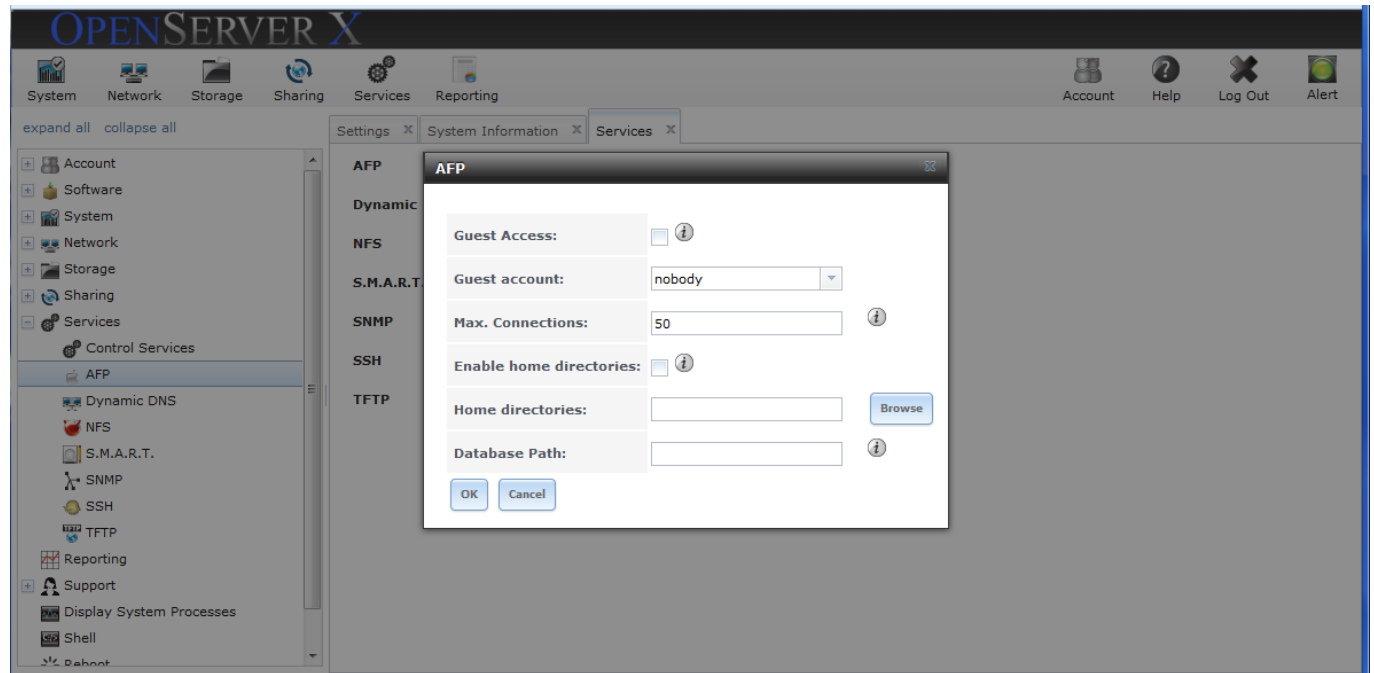 OPENSERVER X
System Network Storage Sharing Services Reporting Account Help Log Out Alert
expand all collapse all
Settings X System Information X Services X
Account
Software
System
Network
Storage
Sharing
Services
Control Services
AFP
Dynamic DNS
NFS
S.M.A.R.T.
SNMP
SSH
TFTP
Reporting
Support
Display System Processes
Shell
Reboot
AFP
Dynamic
NFS
S.M.A.R.T.
SNMP
SSH
TFTP
AFP
Guest Access:
Guest account: nobody
Max. Connections: 50
Enable home directories:
Home directories: Browse
Database Path:
OK Cancel